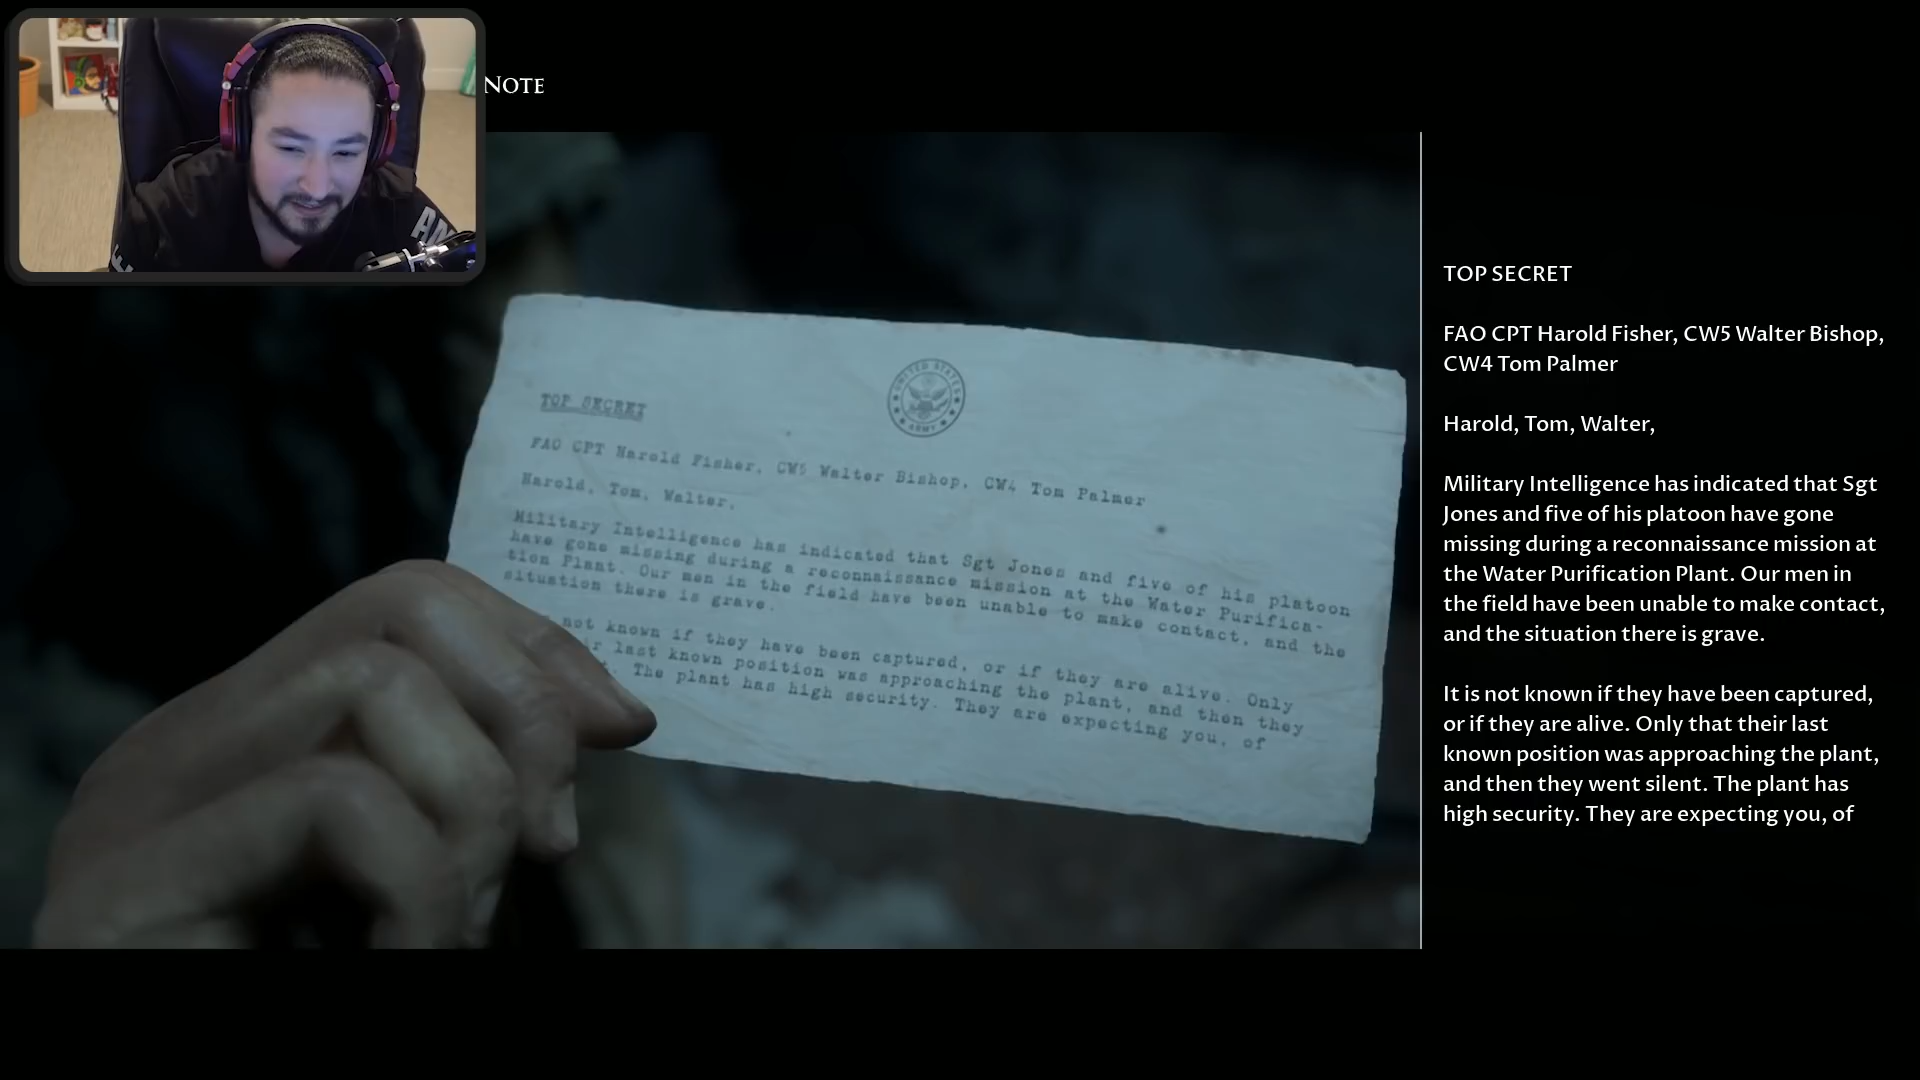 NOTE
TOP SECRET
FAO CPT Harold Fisher, CW5 Walter Bishop, CW4 Tom Palmer
Harold, Tom, Walter,
Military Intelligence has indicated that Sgt Jones and five of his platoon
have gone missing during a reconnaissance mission at the Water Purifica-
tion Plant. Our men in the field have been unable to make contact, and the
situation there is grave.
not known if they have been captured, or if they are alive. Only
last known position was approaching the plant, and then they
The plant has high security. They are expecting you, of
UNITED STATES
ARMY
TOP SECRET
FAO CPT Harold Fisher, CW5 Walter Bishop,
CW4 Tom Palmer
Harold, Tom, Walter,
Military Intelligence has indicated that Sgt
Jones and five of his platoon have gone
missing during a reconnaissance mission at
the Water Purification Plant. Our men in
the field have been unable to make contact,
and the situation there is grave.
It is not known if they have been captured,
or if they are alive. Only that their last
known position was approaching the plant,
and then they went silent. The plant has
high security. They are expecting you, of